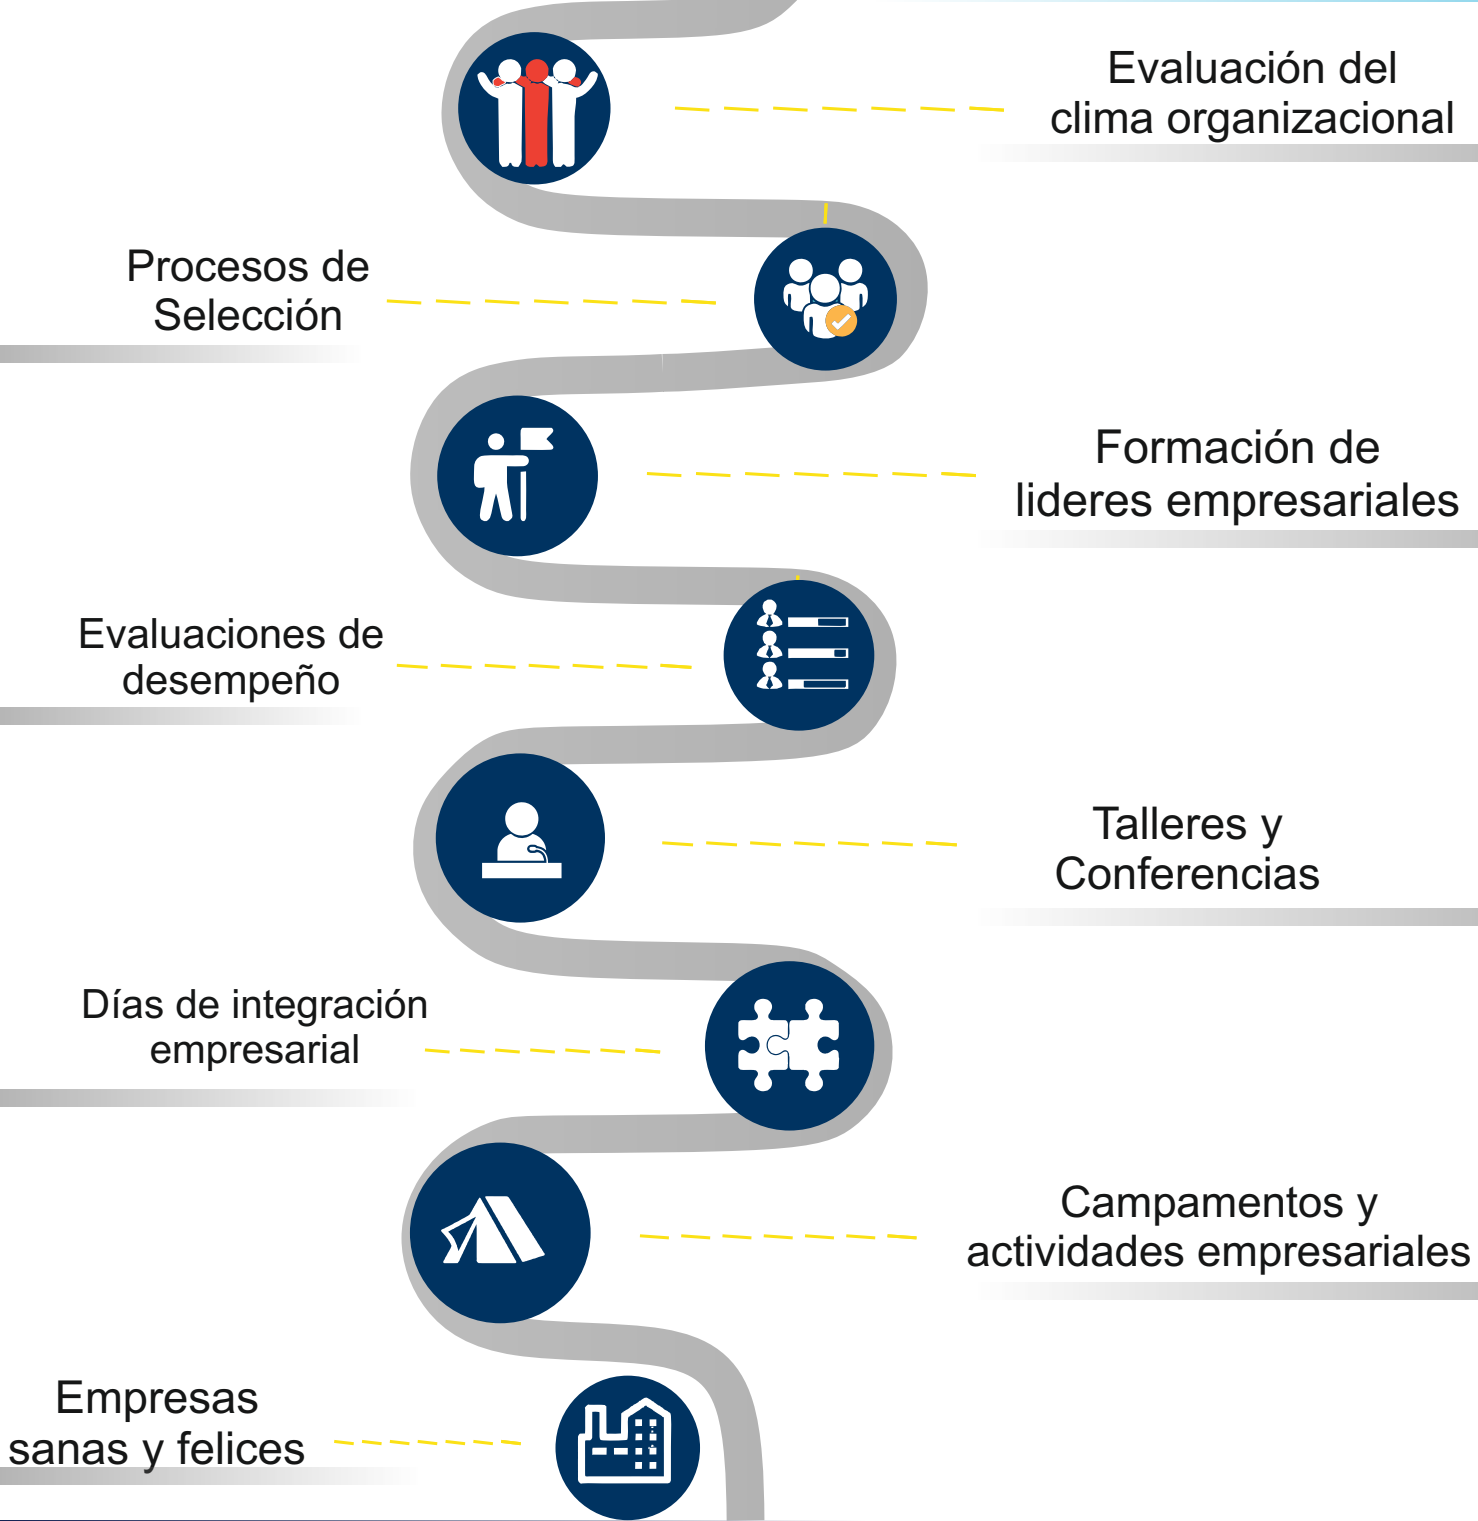 Evaluación del
clima organizacional
Procesos de
Selección
Formación de
lideres empresariales
Evaluaciones de
desempeño
Talleres y
Conferencias
Días de integración
empresarial
Campamentos y
actividades empresariales
Empresas
sanas y felices